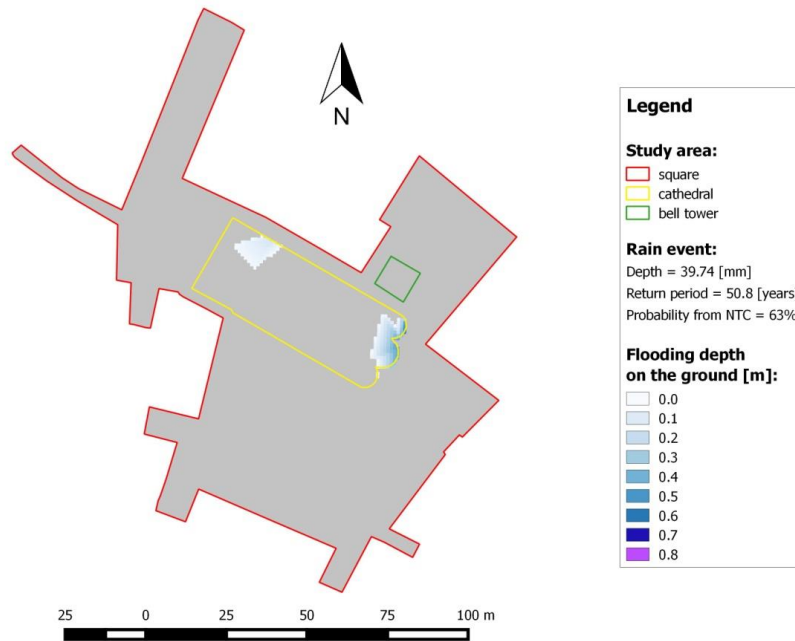 N
Legend
Study area:
square
cathedral
bell tower
Rain event:
Depth = 39.74 [mm]
Return period = 50.8 [years]
Probability from NTC = 63%
Flooding depth
on the ground [m]:
0.0
0.1
0.2
0.3
0.4
0.5
0.6
0.7
0.8
25 0 25 50 75 100 m